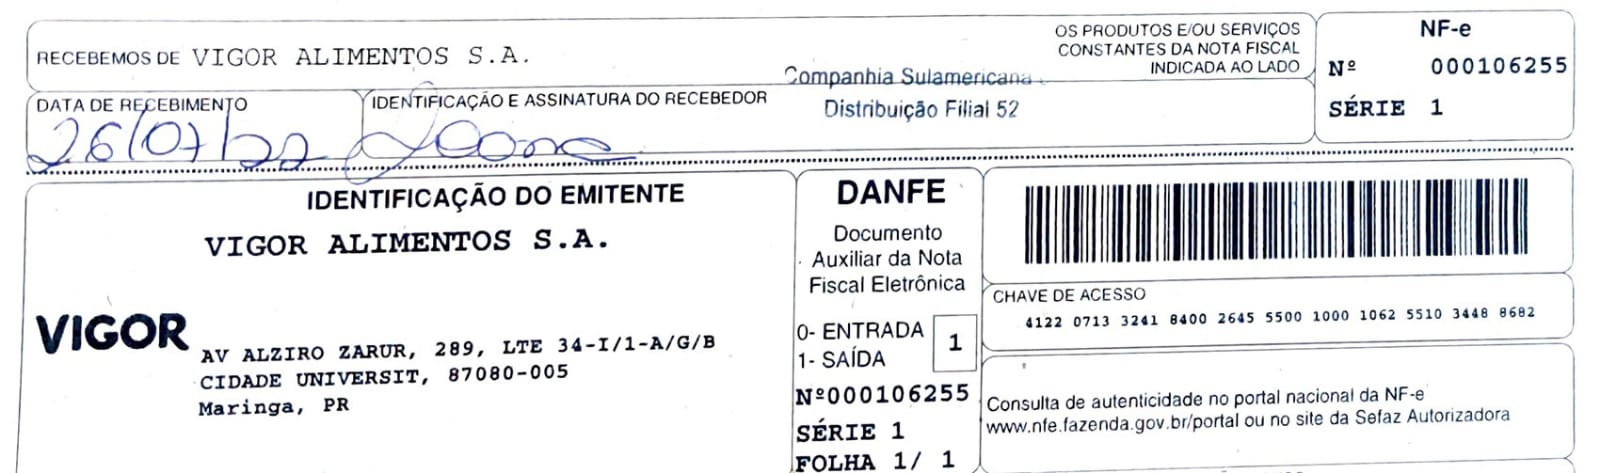 RECEBEMOS DE VIGOR ALIMENTOS S.A.
OS PRODUTOS E/OU SERVIÇOS
CONSTANTES DA NOTA FISCAL
INDICADA AO LADO
Companhia Sulamericana
Distribuição Filial 52
NF-e
Nº 000106255
SÉRIE 1
DATA DE RECEBIMENTO
26/07/22
IDENTIFICAÇÃO E ASSINATURA DO RECEBEDOR
IDENTIFICAÇÃO DO EMITENTE
VIGOR ALIMENTOS S.A.
VIGOR
AV ALZIRO ZARUR, 289, LTE 34-I/1-A/G/B
CIDADE UNIVERSIT, 87080-005
Maringa, PR
DANFE
Documento
Auxiliar da Nota
Fiscal Eletrônica
0- ENTRADA
1- SAÍDA
1
Nº000106255
SÉRIE 1
FOLHA 1/ 1
CHAVE DE ACESSO
4122 0713 3241 8400 2645 5500 1000 1062 5510 3448 8682
Consulta de autenticidade no portal nacional da NF-e
www.nfe.fazenda.gov.br/portal ou no site da Sefaz Autorizadora